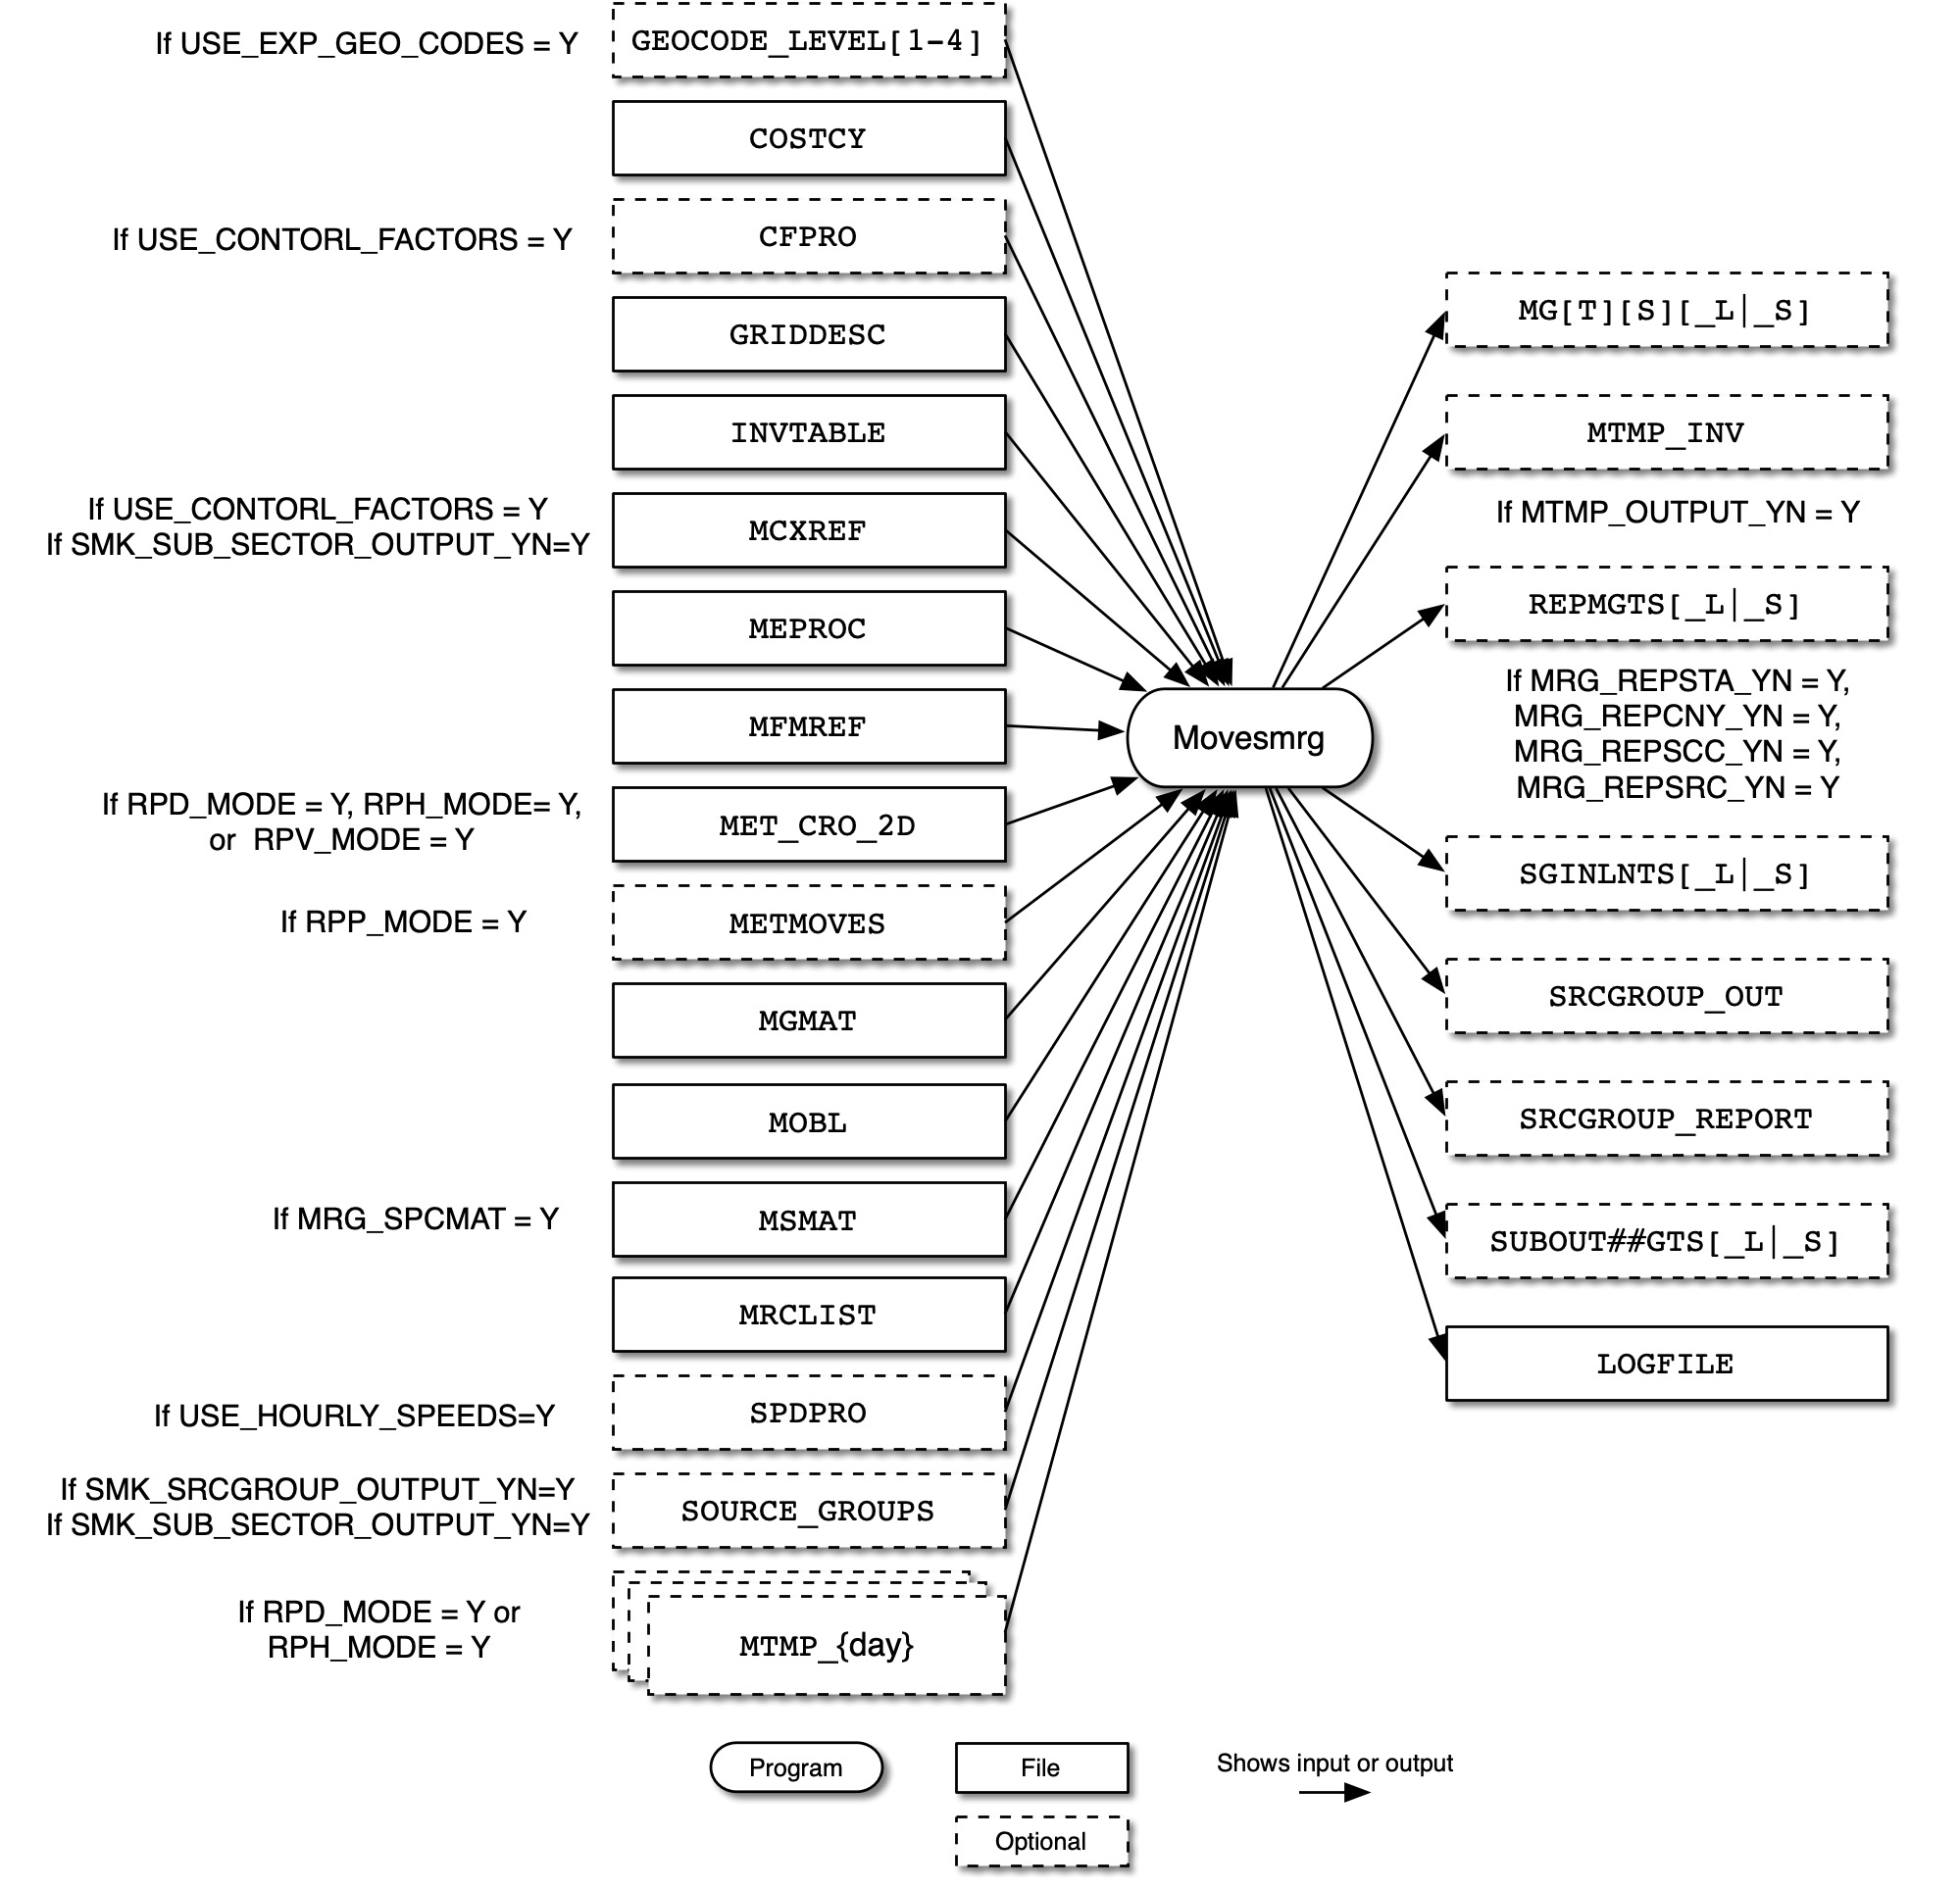 If USE_EXP_GEO_CODES = Y
GEOCODE_LEVEL[1-4]
COSTCY
If USE_CONTORL_FACTORS = Y
CFPRO
GRIDDESC
INVTABLE
If USE_CONTORL_FACTORS = Y
If SMK_SUB_SECTOR_OUTPUT_YN=Y
MCXREF
MEPROC
MFMREF
If RPD_MODE = Y, RPH_MODE= Y,
or RPV_MODE = Y
MET_CRO_2D
If RPP_MODE = Y
METMOVES
MGMAT
MOBL
If MRG_SPCMAT = Y
MSMAT
MRCLIST
If USE_HOURLY_SPEEDS=Y
SPDPRO
If SMK_SRCGROUP_OUTPUT_YN=Y
If SMK_SUB_SECTOR_OUTPUT_YN=Y
SOURCE_GROUPS
If RPD_MODE = Y or
RPH_MODE = Y
MTMP_{day}
Movesmrg
MG[T][S][_L|_S]
MTMP_INV
If MTMP_OUTPUT_YN = Y
REPMGTS[_L|_S]
If MRG_REPSTA_YN = Y,
MRG_REPCNY_YN = Y,
MRG_REPSCC_YN = Y,
MRG_REPSRC_YN = Y
SGINLNTS[_L|_S]
SRCGROUP_OUT
SRCGROUP_REPORT
SUBOUT##GTS[_L|_S]
LOGFILE
Program
File
Shows input or output
Optional